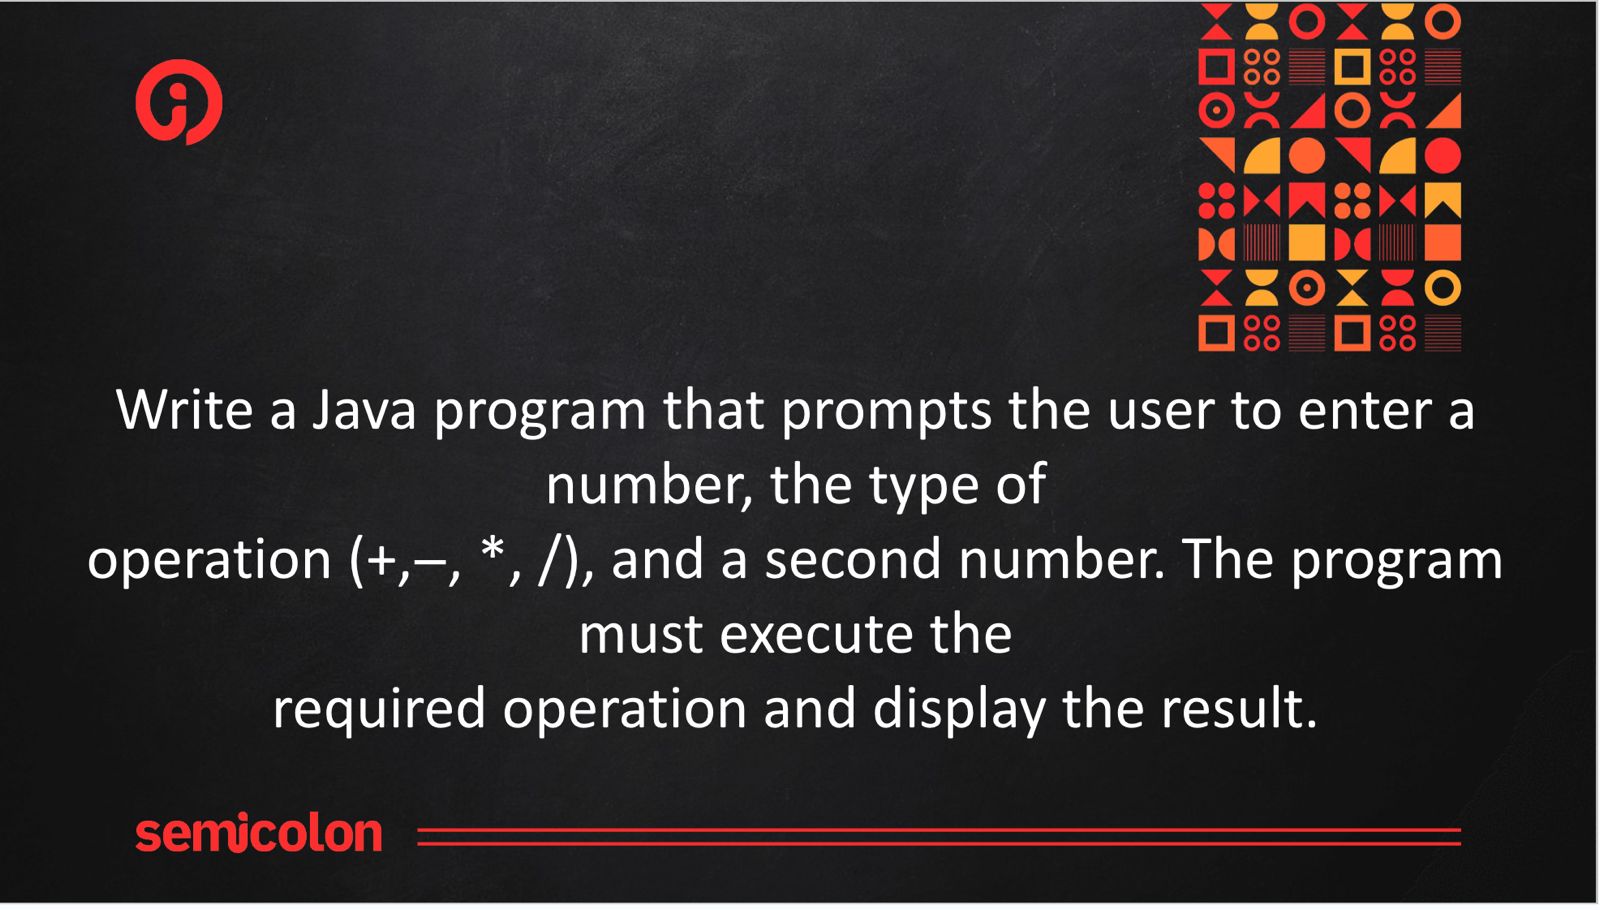 Write a Java program that prompts the user to enter a
number, the type of
operation (+,–, *, /), and a second number. The program
must execute the
required operation and display the result.
semicolon